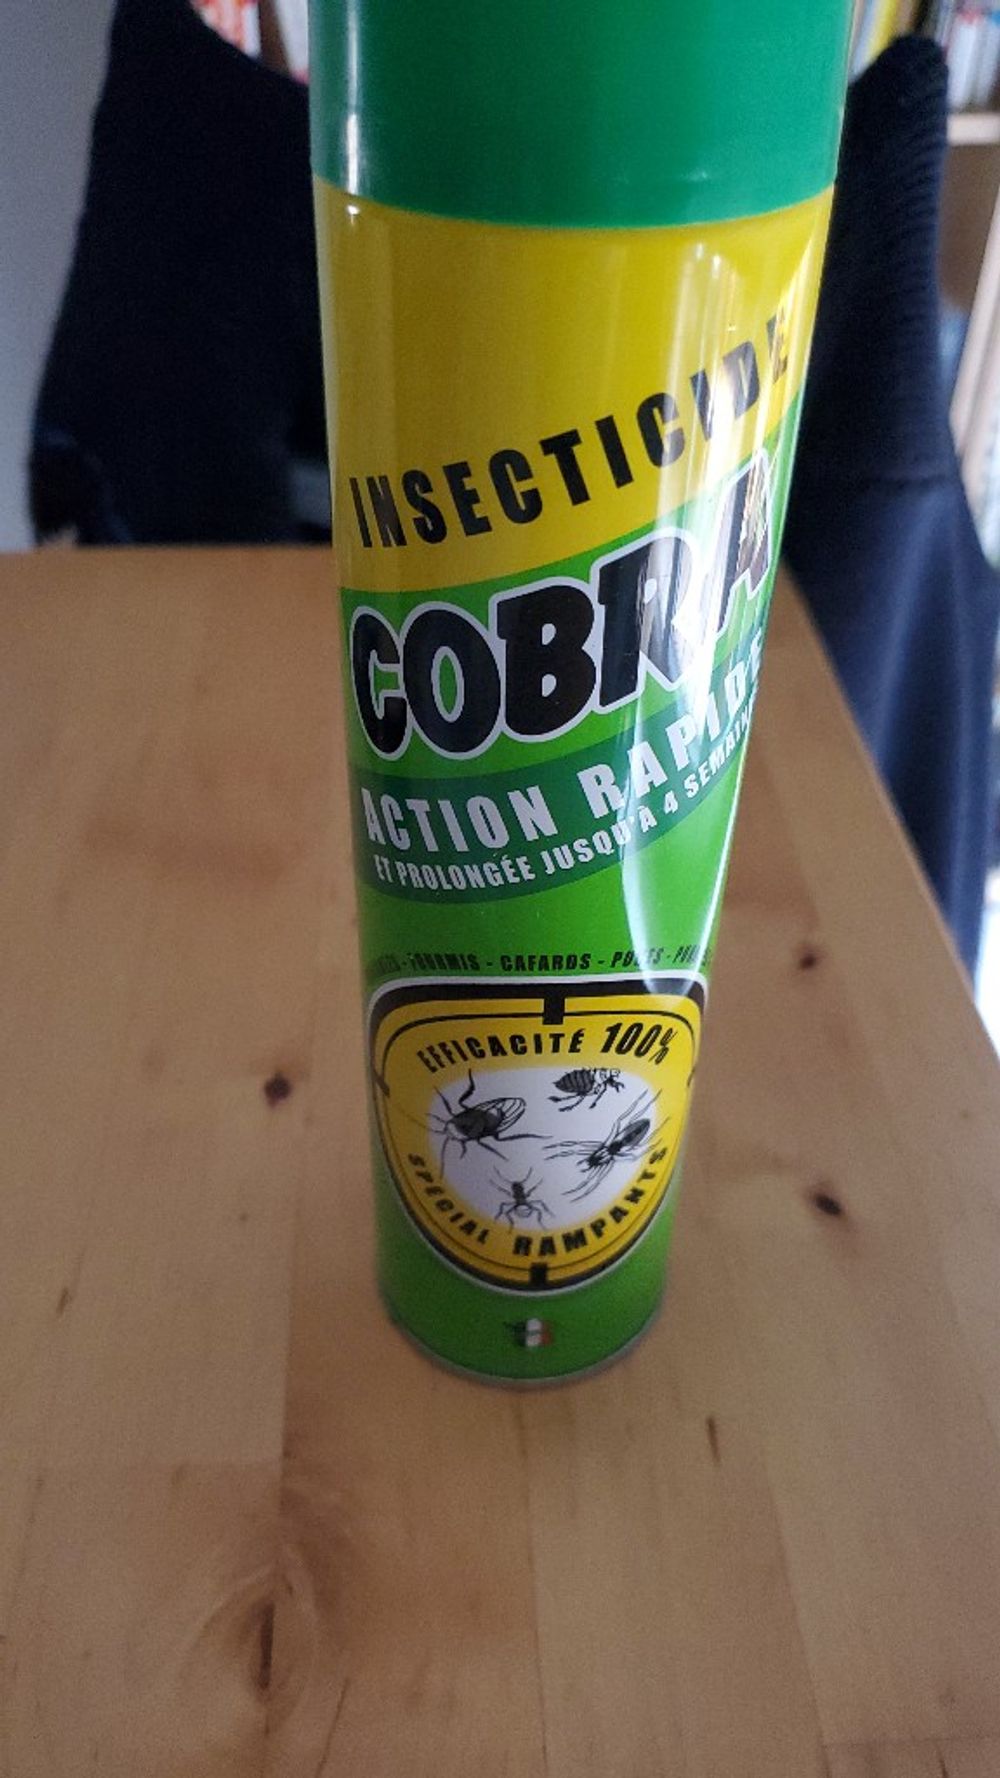 INSECTICIDE
COBRA
ACTION RAPIDE
ET PROLONGÉE JUSQU'À 4 SEMAINES
FOURMIS - CAFARDS -
EFFICACITÉ 100%
SPÉCIAL RAMPANTS